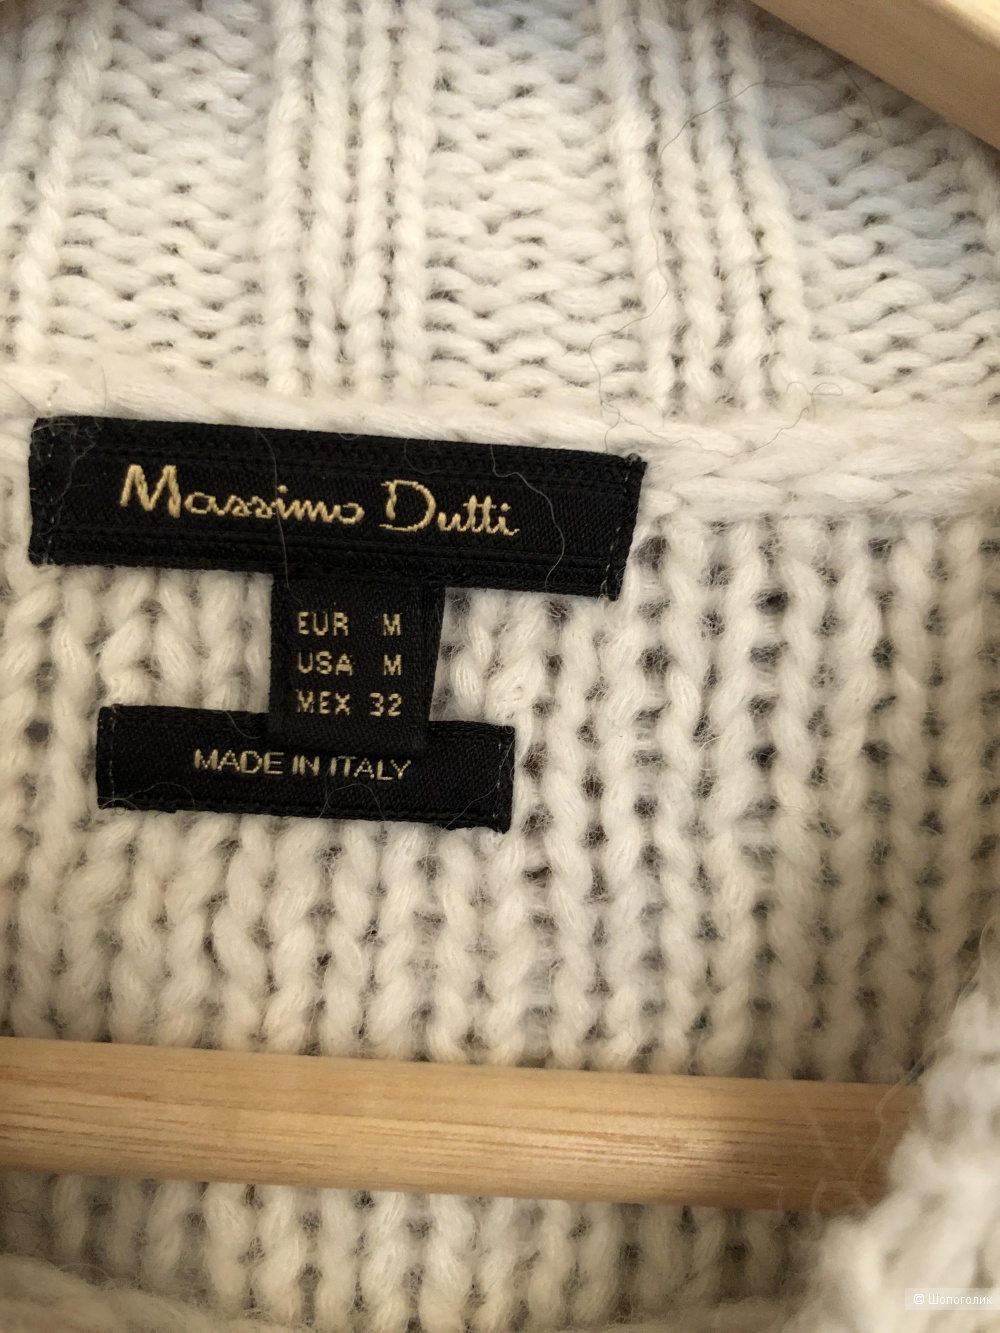 Massimo Dutti
EUR M
USA M
MEX 32
MADE IN ITALY
© Шопоголик